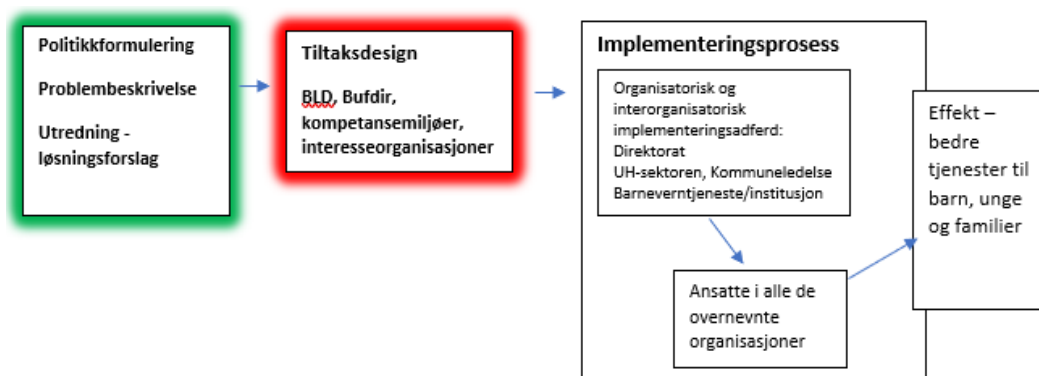 Politikkformulering
Problembeskrivelse
Utredning -
løsningsforslag
Tiltaksdesign
BLD, Bufdir,
kompetansemiljøer,
interesseorganisasjoner
Implementeringsprosess
Organisatorisk og
interorganisatorisk
implementeringsadferd:
Direktorat
UH-sektoren, Kommuneledelse
Barneverntjeneste/institusjon
Ansatte i alle de
overnevnte
organisasjoner
Effekt –
bedre
tjenester til
barn, unge
og familier